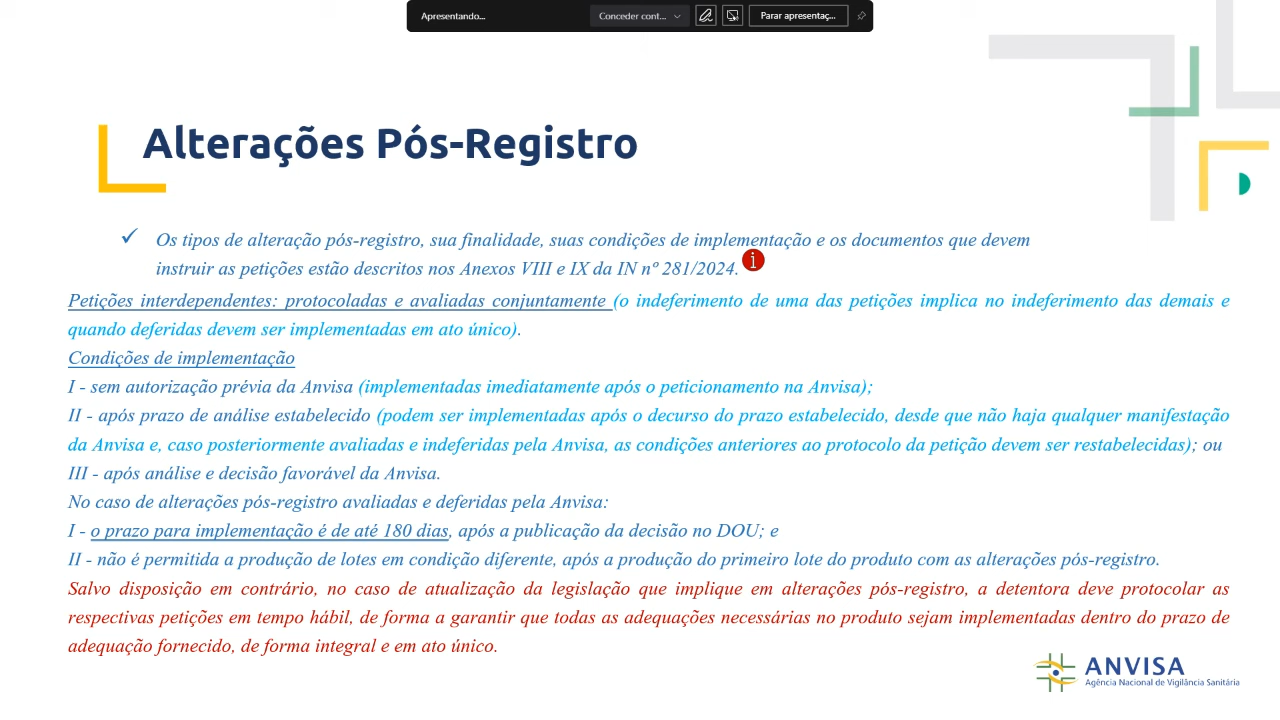 Apresentando...
Conceder cont...
Parar apresentaç...
Alterações Pós-Registro
✓ Os tipos de alteração pós-registro, sua finalidade, suas condições de implementação e os documentos que devem
instruir as petições estão descritos nos Anexos VIII e IX da IN nº 281/2024.
i
Petições interdependentes: protocoladas e avaliadas conjuntamente (o indeferimento de uma das petições implica no indeferimento das demais e
quando deferidas devem ser implementadas em ato único).
Condições de implementação
I - sem autorização prévia da Anvisa (implementadas imediatamente após o peticionamento na Anvisa);
II - após prazo de análise estabelecido (podem ser implementadas após o decurso do prazo estabelecido, desde que não haja qualquer manifestação
da Anvisa e, caso posteriormente avaliadas e indeferidas pela Anvisa, as condições anteriores ao protocolo da petição devem ser restabelecidas); ou
III - após análise e decisão favorável da Anvisa.
No caso de alterações pós-registro avaliadas e deferidas pela Anvisa:
I - o prazo para implementação é de até 180 dias, após a publicação da decisão no DOU; e
II - não é permitida a produção de lotes em condição diferente, após a produção do primeiro lote do produto com as alterações pós-registro.
Salvo disposição em contrário, no caso de atualização da legislação que implique em alterações pós-registro, a detentora deve protocolar as
respectivas petições em tempo hábil, de forma a garantir que todas as adequações necessárias no produto sejam implementadas dentro do prazo de
adequação fornecido, de forma integral e em ato único.
ANVISA
Agência Nacional de Vigilância Sanitária